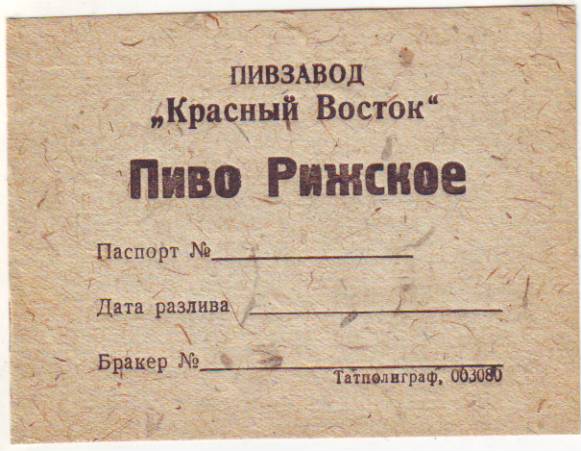 ПИВЗАВОД
„Красный Восток“
Пиво Рижское
Паспорт №
Дата разлива
Бракер №
Татполиграф, 003080